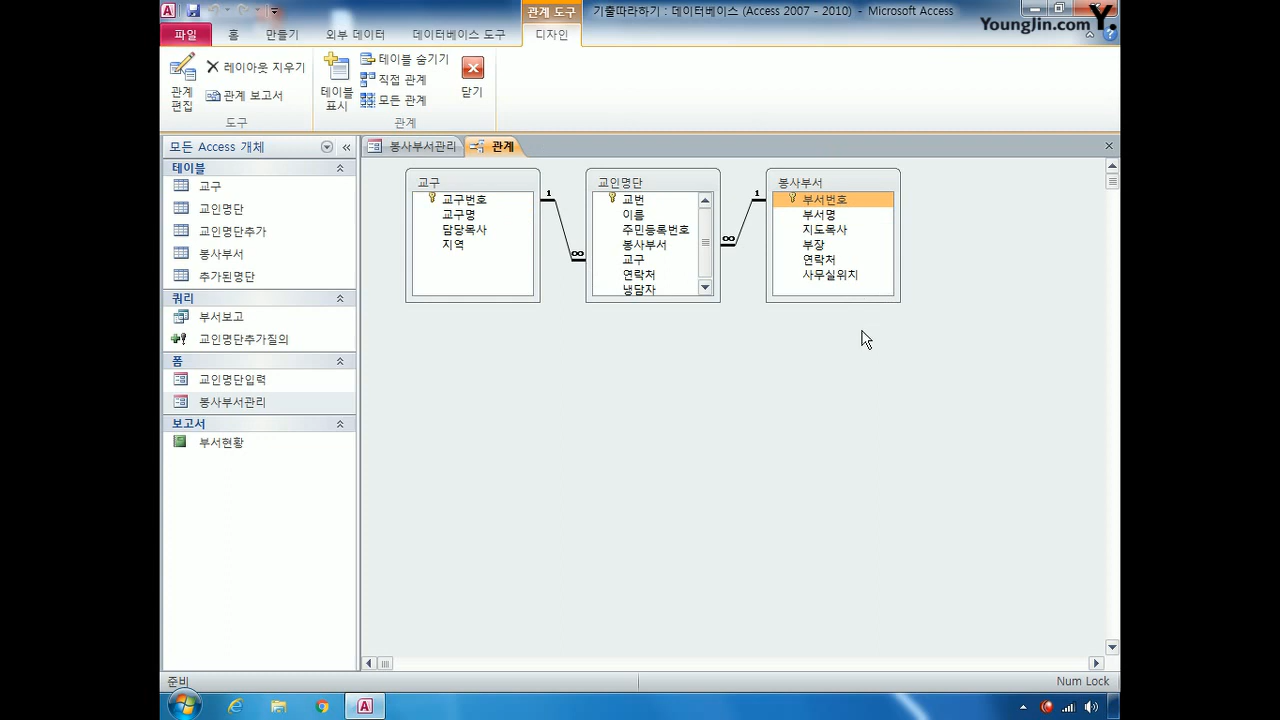 관계 도구
기출따라하기 : 데이터베이스 (Access 2007 - 2010) - Microsoft Access
Younglin.com Y.
파일 홈 만들기 외부 데이터 데이터베이스 도구 디자인
관계 편집
레이아웃 지우기
관계 보고서
도구
테이블 표시
테이블 숨기기
직접 관계
모든 관계
관계
닫기
모든 Access 개체
테이블
교구
교인명단
교인명단추가
봉사부서
추가된명단
쿼리
부서보고
교인명단추가질의
폼
교인명단입력
봉사부서관리
보고서
부서현황
봉사부서관리
관계
교구
교구번호
교구명
담당목사
지역
1
∞
교인명단
교번
이름
주민등록번호
봉사부서
교구
연락처
냉담자
∞
1
봉사부서
부서번호
부서명
지도목사
부장
연락처
사무실위치
준비
Num Lock